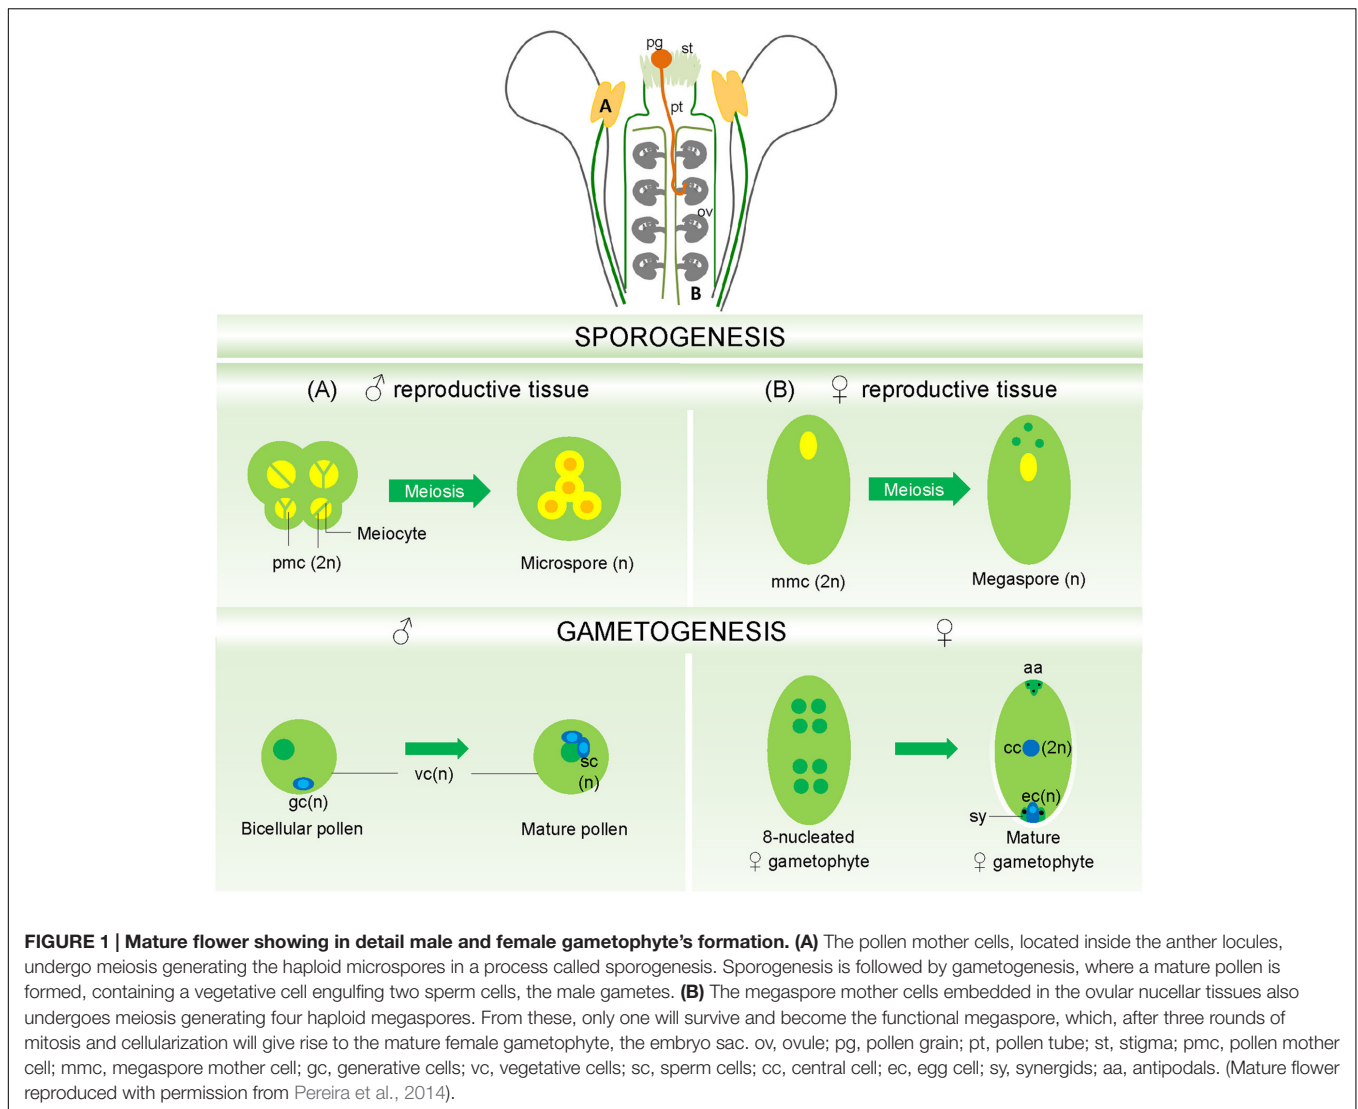 pg
st
A
pt
ov
B
SPOROGENESIS
(A) ♂ reproductive tissue
(B) ♀ reproductive tissue
Meiosis
Meiocyte
pmc (2n)
Microspore (n)
Meiosis
mmc (2n)
Megaspore (n)
♂ GAMETOGENESIS ♀
gc(n)
Bicellular pollen
vc(n)
sc
(n)
Mature pollen
8-nucleated
♀ gametophyte
aa
cc (2n)
ec(n)
sy
Mature
♀ gametophyte
FIGURE 1 | Mature flower showing in detail male and female gametophyte's formation. (A) The pollen mother cells, located inside the anther locules,
undergo meiosis generating the haploid microspores in a process called sporogenesis. Sporogenesis is followed by gametogenesis, where a mature pollen is
formed, containing a vegetative cell engulfing two sperm cells, the male gametes. (B) The megaspore mother cells embedded in the ovular nucellar tissues also
undergoes meiosis generating four haploid megaspores. From these, only one will survive and become the functional megaspore, which, after three rounds of
mitosis and cellularization will give rise to the mature female gametophyte, the embryo sac. ov, ovule; pg, pollen grain; pt, pollen tube; st, stigma; pmc, pollen mother
cell; mmc, megaspore mother cell; gc, generative cells; vc, vegetative cells; sc, sperm cells; cc, central cell; ec, egg cell; sy, synergids; aa, antipodals. (Mature flower
reproduced with permission from Pereira et al., 2014).